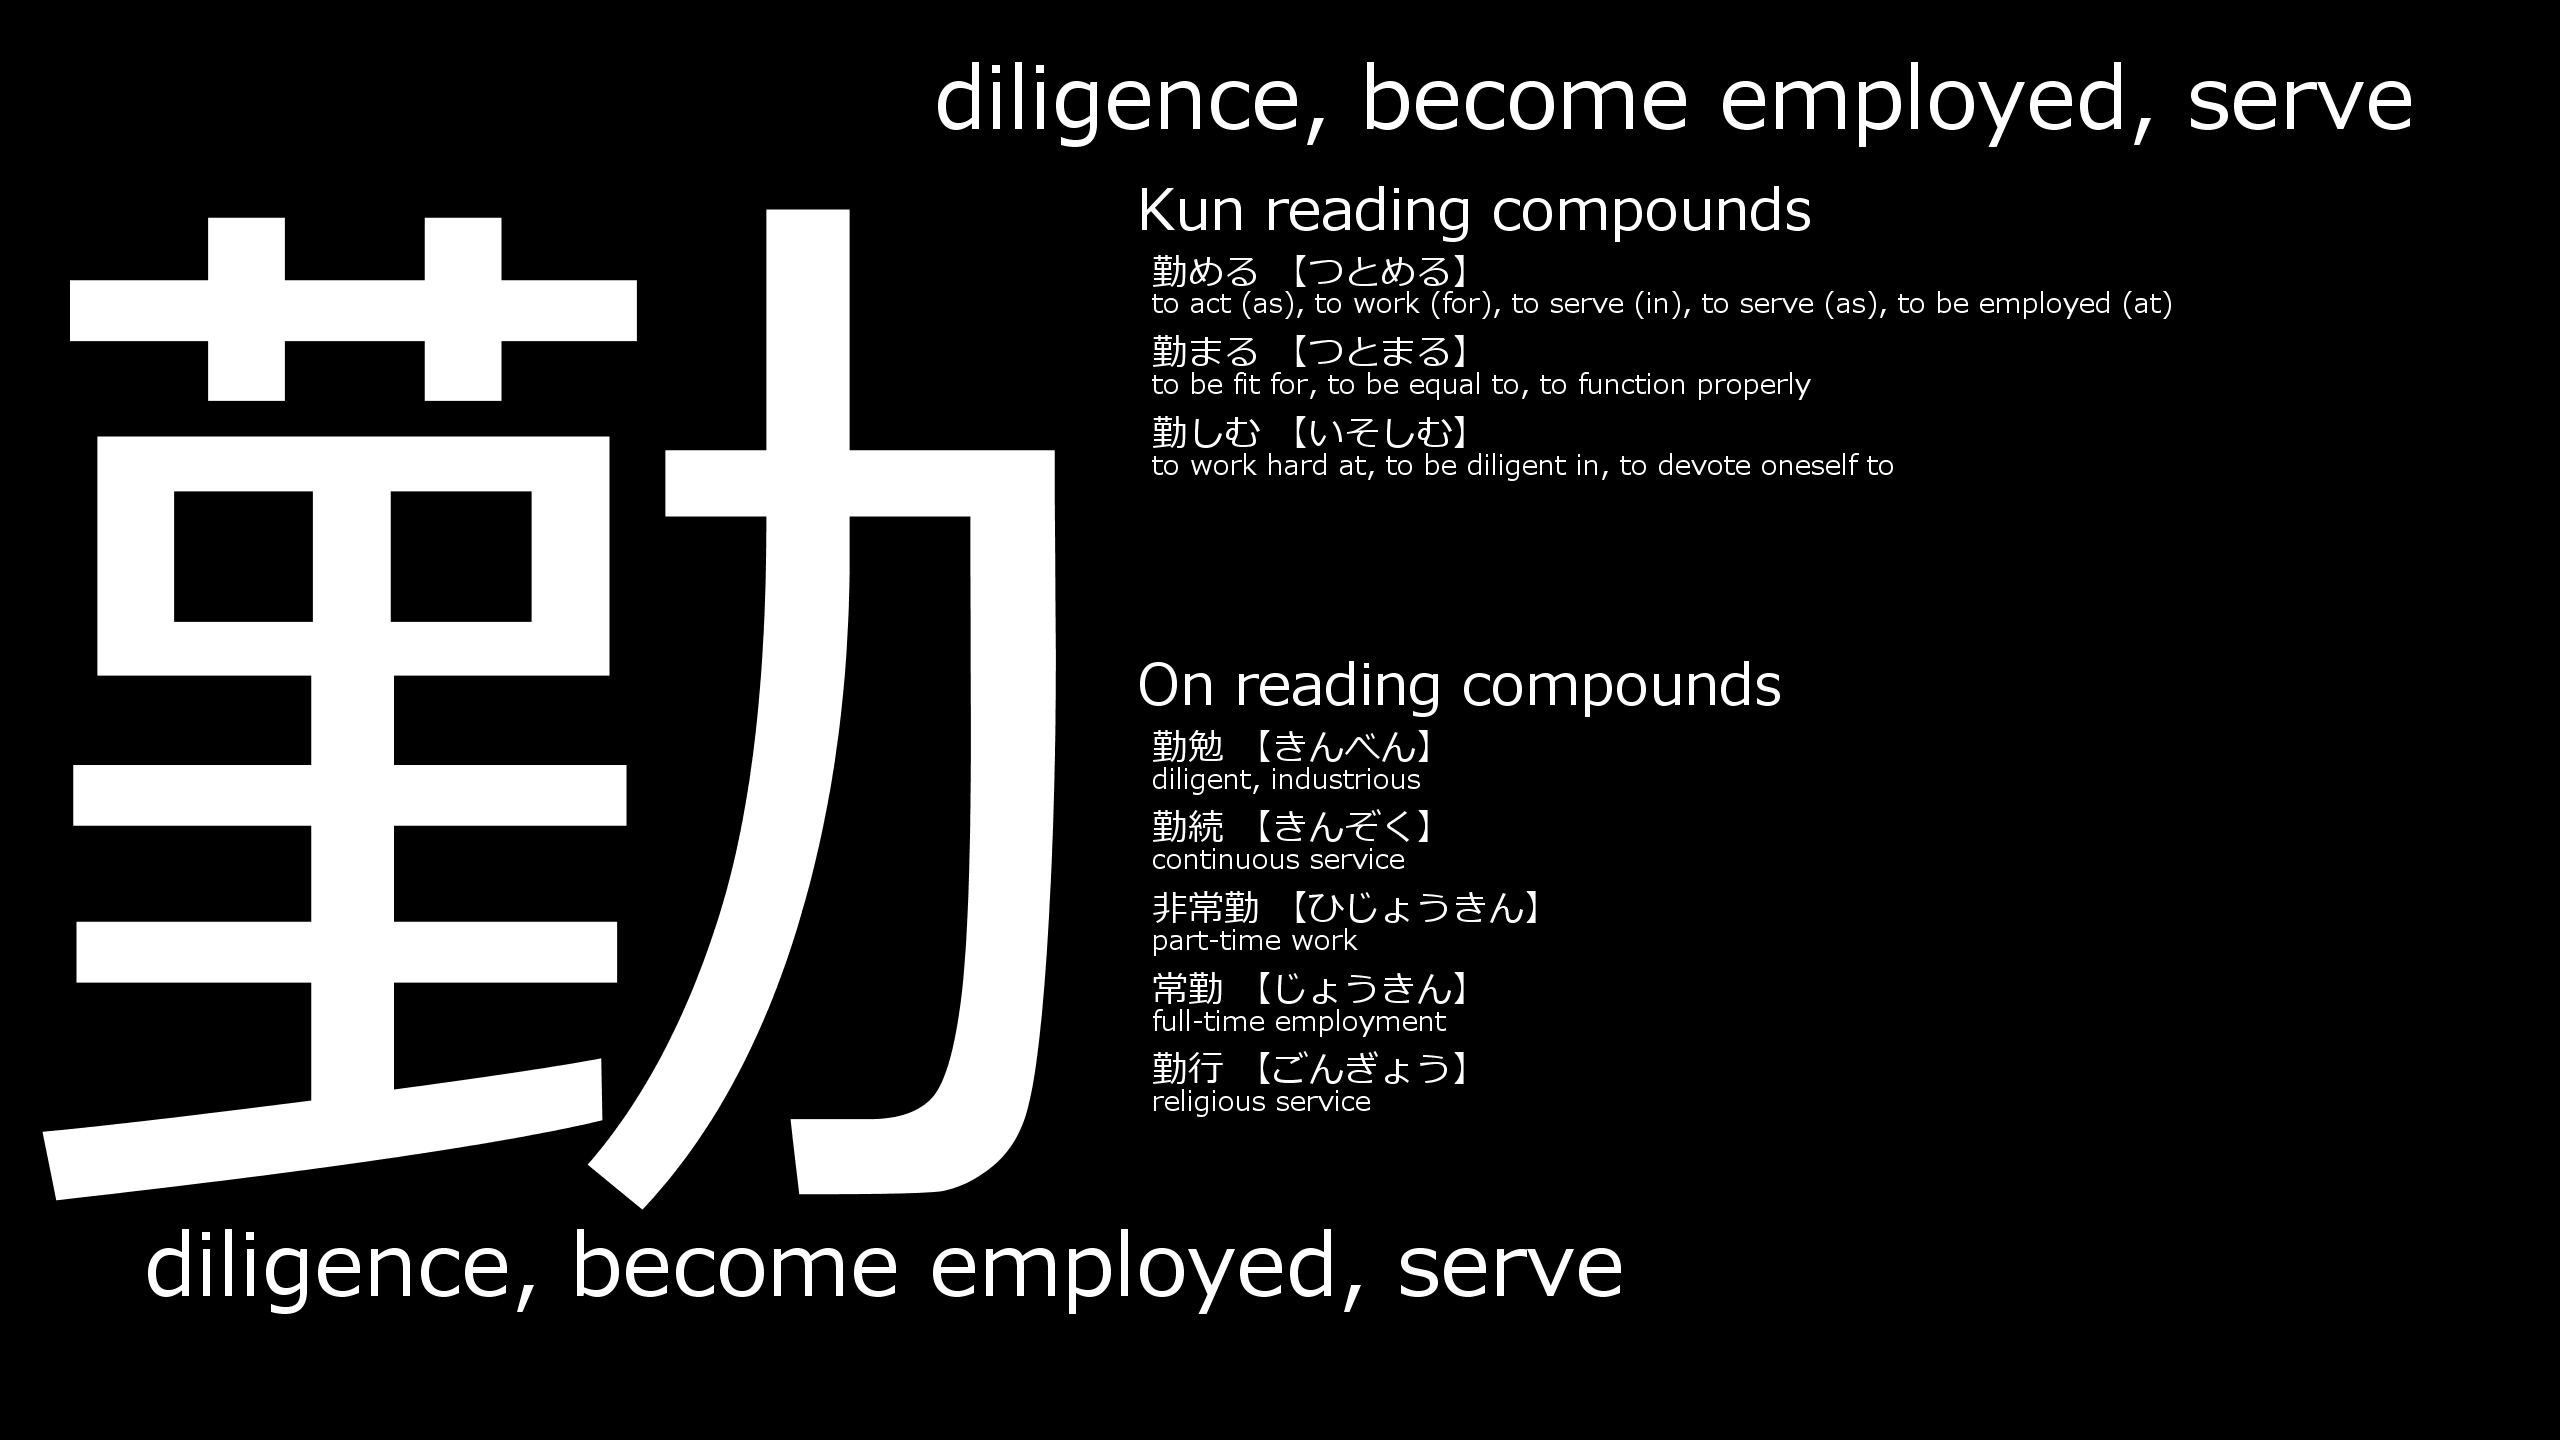 diligence, become employed, serve
勤
Kun reading compounds
勤める 【つとめる】
to act (as), to work (for), to serve (in), to serve (as), to be employed (at)
勤まる 【つとまる】
to be fit for, to be equal to, to function properly
勤しむ 【いそしむ】
to work hard at, to be diligent in, to devote oneself to
On reading compounds
勤勉 【きんべん】
diligent, industrious
勤続 【きんぞく】
continuous service
非常勤 【ひじょうきん】
part-time work
常勤 【じょうきん】
full-time employment
勤行 【ごんぎょう】
religious service
diligence, become employed, serve